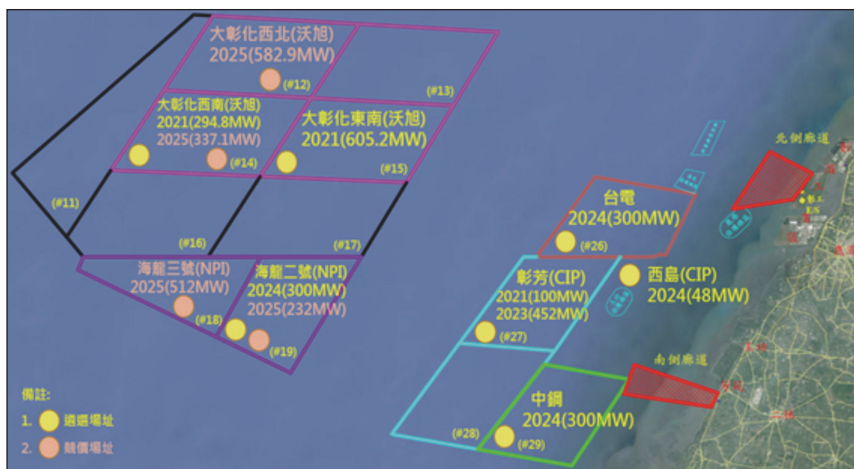 大彰化西北(沃旭)
2025(582.9MW)
(#12)
(#13)
大彰化西南(沃旭)
2021(294.8MW)
2025(337.1MW)
(#14)
大彰化東南(沃旭)
2021(605.2MW)
(#15)
(#11)
(#16)
(#17)
海龍三號(NPI)
2025(512MW)
(#18)
海龍二號(NPI)
2024(300MW)
2025(232MW)
(#19)
北側廊道
台電
2024(300MW)
(#26)
彰芳(CIP)
2021(100MW)
2023(452MW)
(#27)
西島(CIP)
2024(48MW)
南側廊道
中鋼
2024(300MW)
(#28)
(#29)
備註:
1. 遴選場址
2. 競價場址